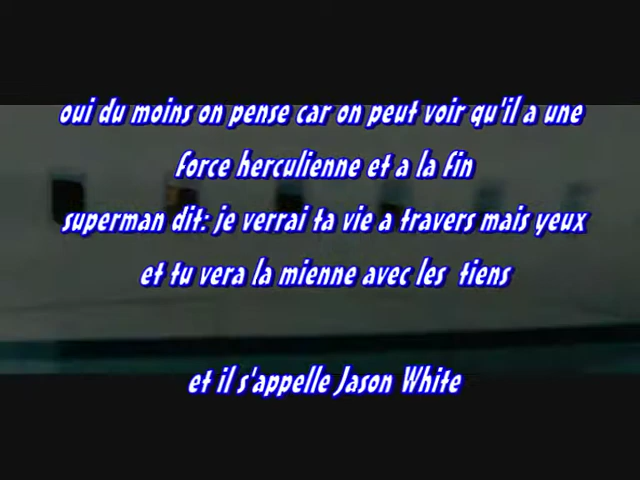 oui du moins on pense car on peut voir qu'il a une
force herculienne et a la fin
superman dit: je verrai ta vie a travers mais yeux
et tu vera la mienne avec les tiens
et il s'appelle Jason White